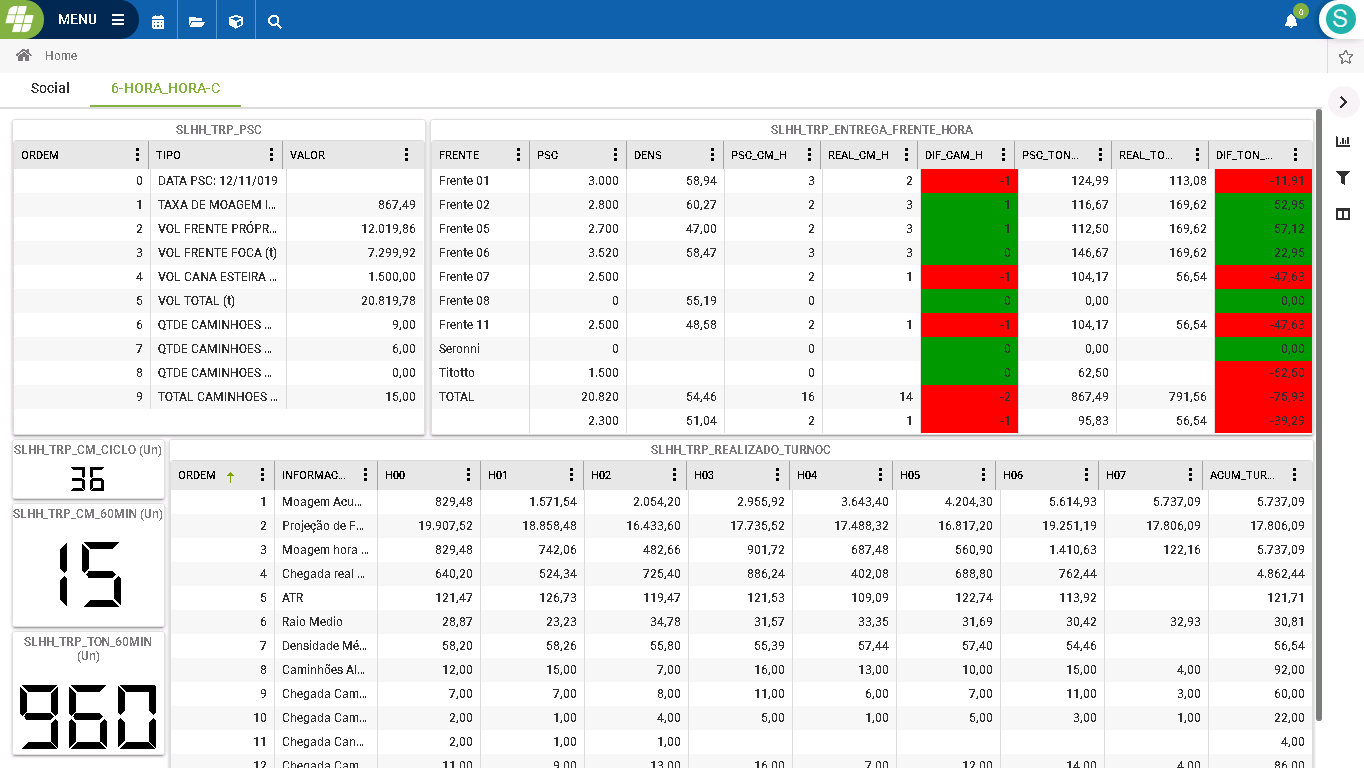 MENU
0
S
Home
Social 6-HORA_HORA-C
SLHH_TRP_PSC
ORDEM TIPO VALOR
0 DATA PSC: 12/11/019
1 TAXA DE MOAGEM I... 867,49
2 VOL FRENTE PRÓPR... 12.019,86
3 VOL FRENTE FOCA (t) 7.299,92
4 VOL CANA ESTEIRA ... 1.500,00
5 VOL TOTAL (t) 20.819,78
6 QTDE CAMINHOES ... 9,00
7 QTDE CAMINHOES ... 6,00
8 QTDE CAMINHOES ... 0,00
9 TOTAL CAMINHOES ... 15,00
SLHH_TRP_ENTREGA_FRENTE_HORA
FRENTE PSC DENS PSC_CM_H REAL_CM_H DIF_CAM_H PSC_TON... REAL_TO... DIF_TON_...
Frente 01 3.000 58,94 3 2 -1 124,99 113,08 -11,91
Frente 02 2.800 60,27 2 3 1 116,67 169,62 52,95
Frente 05 2.700 47,00 2 3 1 112,50 169,62 57,12
Frente 06 3.520 58,47 3 3 0 146,67 169,62 22,95
Frente 07 2.500 2 1 -1 104,17 56,54 -47,63
Frente 08 0 55,19 0 0 0,00 0,00
Frente 11 2.500 48,58 2 1 -1 104,17 56,54 -47,63
Seronni 0 0 0 0,00 0,00
Titotto 1.500 0 0 62,50 -62,50
TOTAL 20.820 54,46 16 14 -2 867,49 791,56 -75,93
2.300 51,04 2 1 -1 95,83 56,54 -39,29
SLHH_TRP_CM_CICLO (Un)
36
SLHH_TRP_CM_60MIN (Un)
15
SLHH_TRP_TON_60MIN
(Un)
960
SLHH_TRP_REALIZADO_TURNOC
ORDEM INFORMAC... H00 H01 H02 H03 H04 H05 H06 H07 ACUM_TUR...
1 Moagem Acu... 829,48 1.571,54 2.054,20 2.955,92 3.643,40 4.204,30 5.614,93 5.737,09 5.737,09
2 Projeção de F... 19.907,52 18.858,48 16.433,60 17.735,52 17.488,32 16.817,20 19.251,19 17.806,09 17.806,09
3 Moagem hora ... 829,48 742,06 482,66 901,72 687,48 560,90 1.410,63 122,16 5.737,09
4 Chegada real ... 640,20 524,34 725,40 886,24 402,08 688,80 762,44 4.862,44
5 ATR 121,47 126,73 119,47 121,53 109,09 122,74 113,92 121,71
6 Raio Medio 28,87 23,23 34,78 31,57 33,35 31,69 30,42 32,93 30,81
7 Densidade Mé... 58,20 58,26 55,80 55,39 57,44 57,40 54,46 56,54
8 Caminhões Al... 12,00 15,00 7,00 16,00 13,00 10,00 15,00 4,00 92,00
9 Chegada Cam... 7,00 7,00 8,00 11,00 6,00 7,00 11,00 3,00 60,00
10 Chegada Cam... 2,00 1,00 4,00 5,00 1,00 5,00 3,00 1,00 22,00
11 Chegada Can... 2,00 1,00 1,00 4,00
12 Chegada Cam... 11,00 9,00 13,00 16,00 7,00 12,00 14,00 4,00 86,00